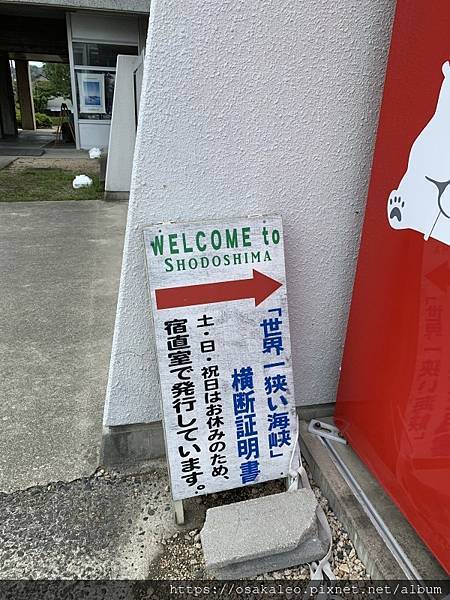 WELCOME to
SHODOSHIMA
「世界一狭い海峡」
横断証明書
土・日・祝日はお休みのため、
宿直室で発行しています。
https://osakaleo.pixnet.net/album